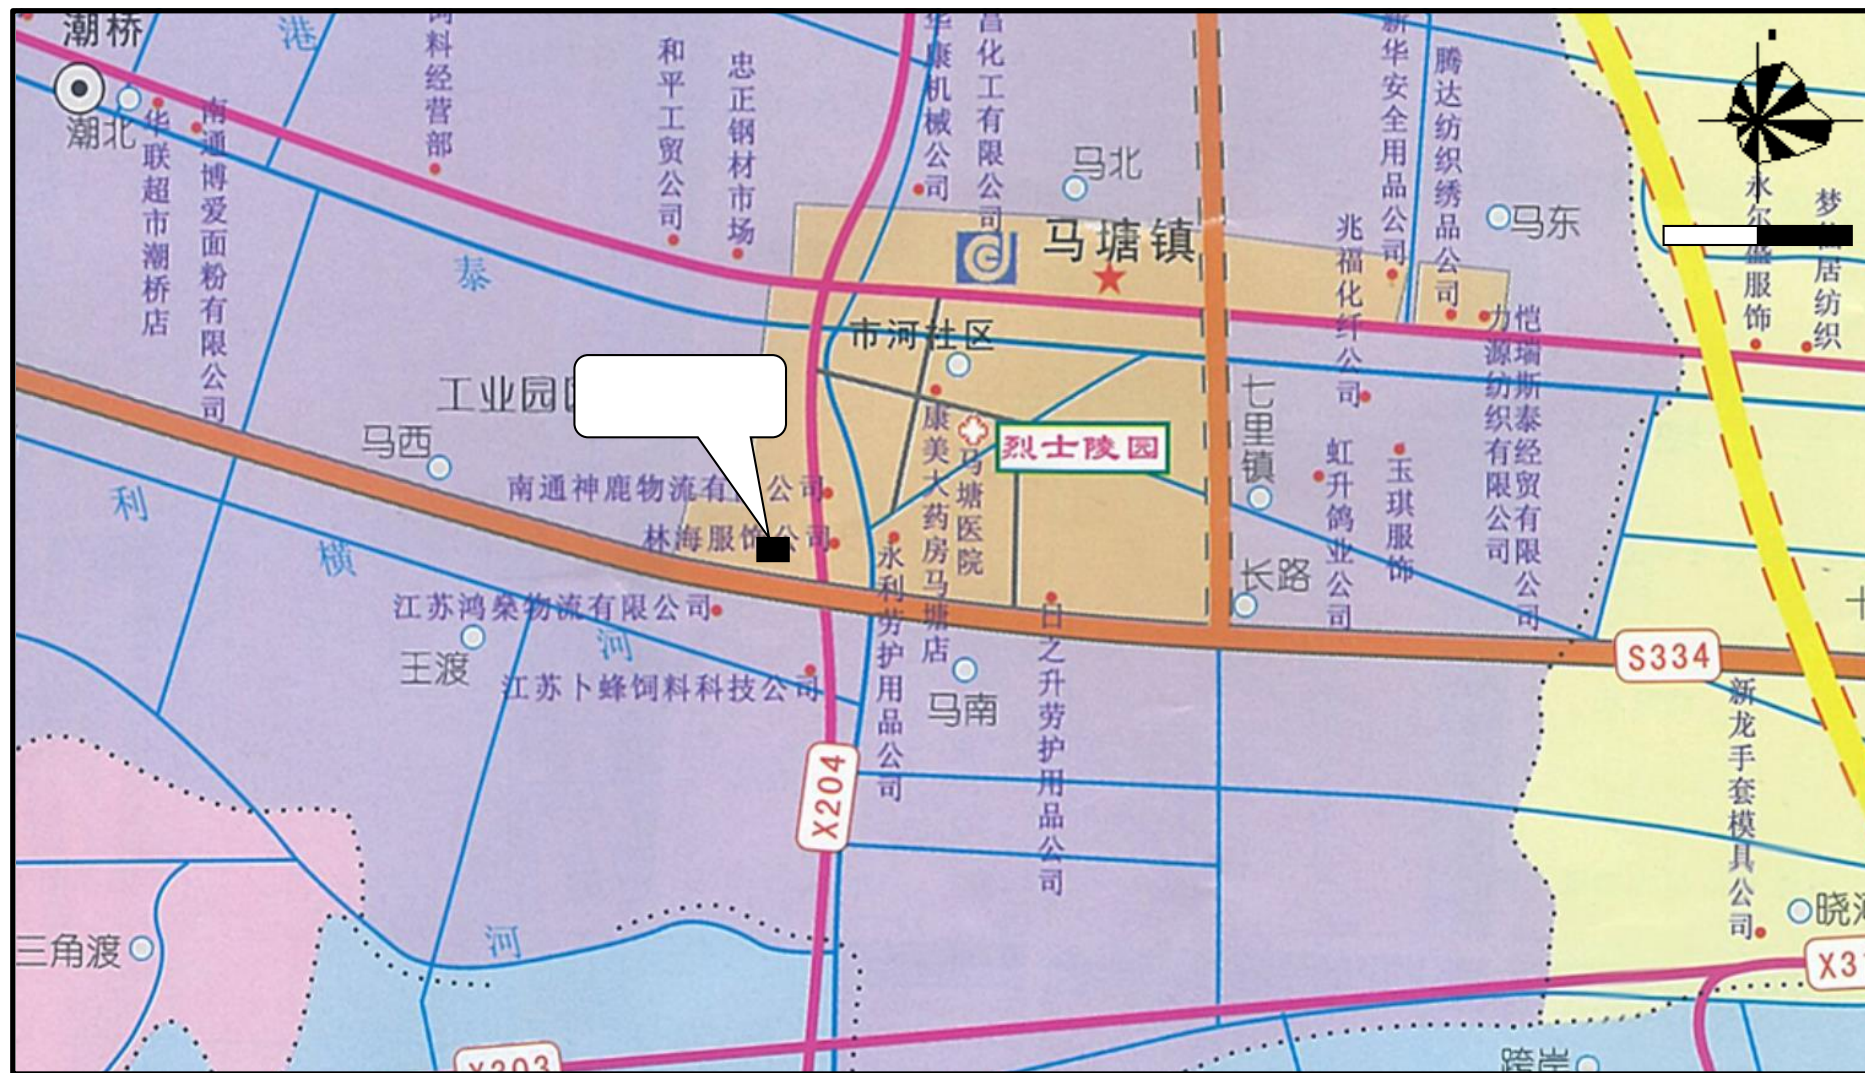 潮桥
港
料经营部
和平工贸公司
忠正钢材市场
华康机械公司
昌化工有限公司
新华安全用品公司
腾达纺织绣品公司
潮北
华联超市潮桥店
南通博爱面粉有限公司
马北
马塘镇
马东
兆福化纤公司
永尔盛服饰
居纺织
泰
市河社区
力源纺织有限公司
恺瑞斯泰经贸有限公司
工业园
马西
康美大药房马塘店
马塘医院
烈士陵园
七里镇
虹升鸽业公司
玉琪服饰
南通神鹿物流有
公司
利
横
河
林海服饰公司
永利劳护用品公司
长路
江苏鸿燊物流有限公司
日之升劳护用品公司
王渡
江苏卜蜂饲料科技公司
马南
S334
新龙手套模具公司
X204
三角渡
河
晓
X203
跨岸